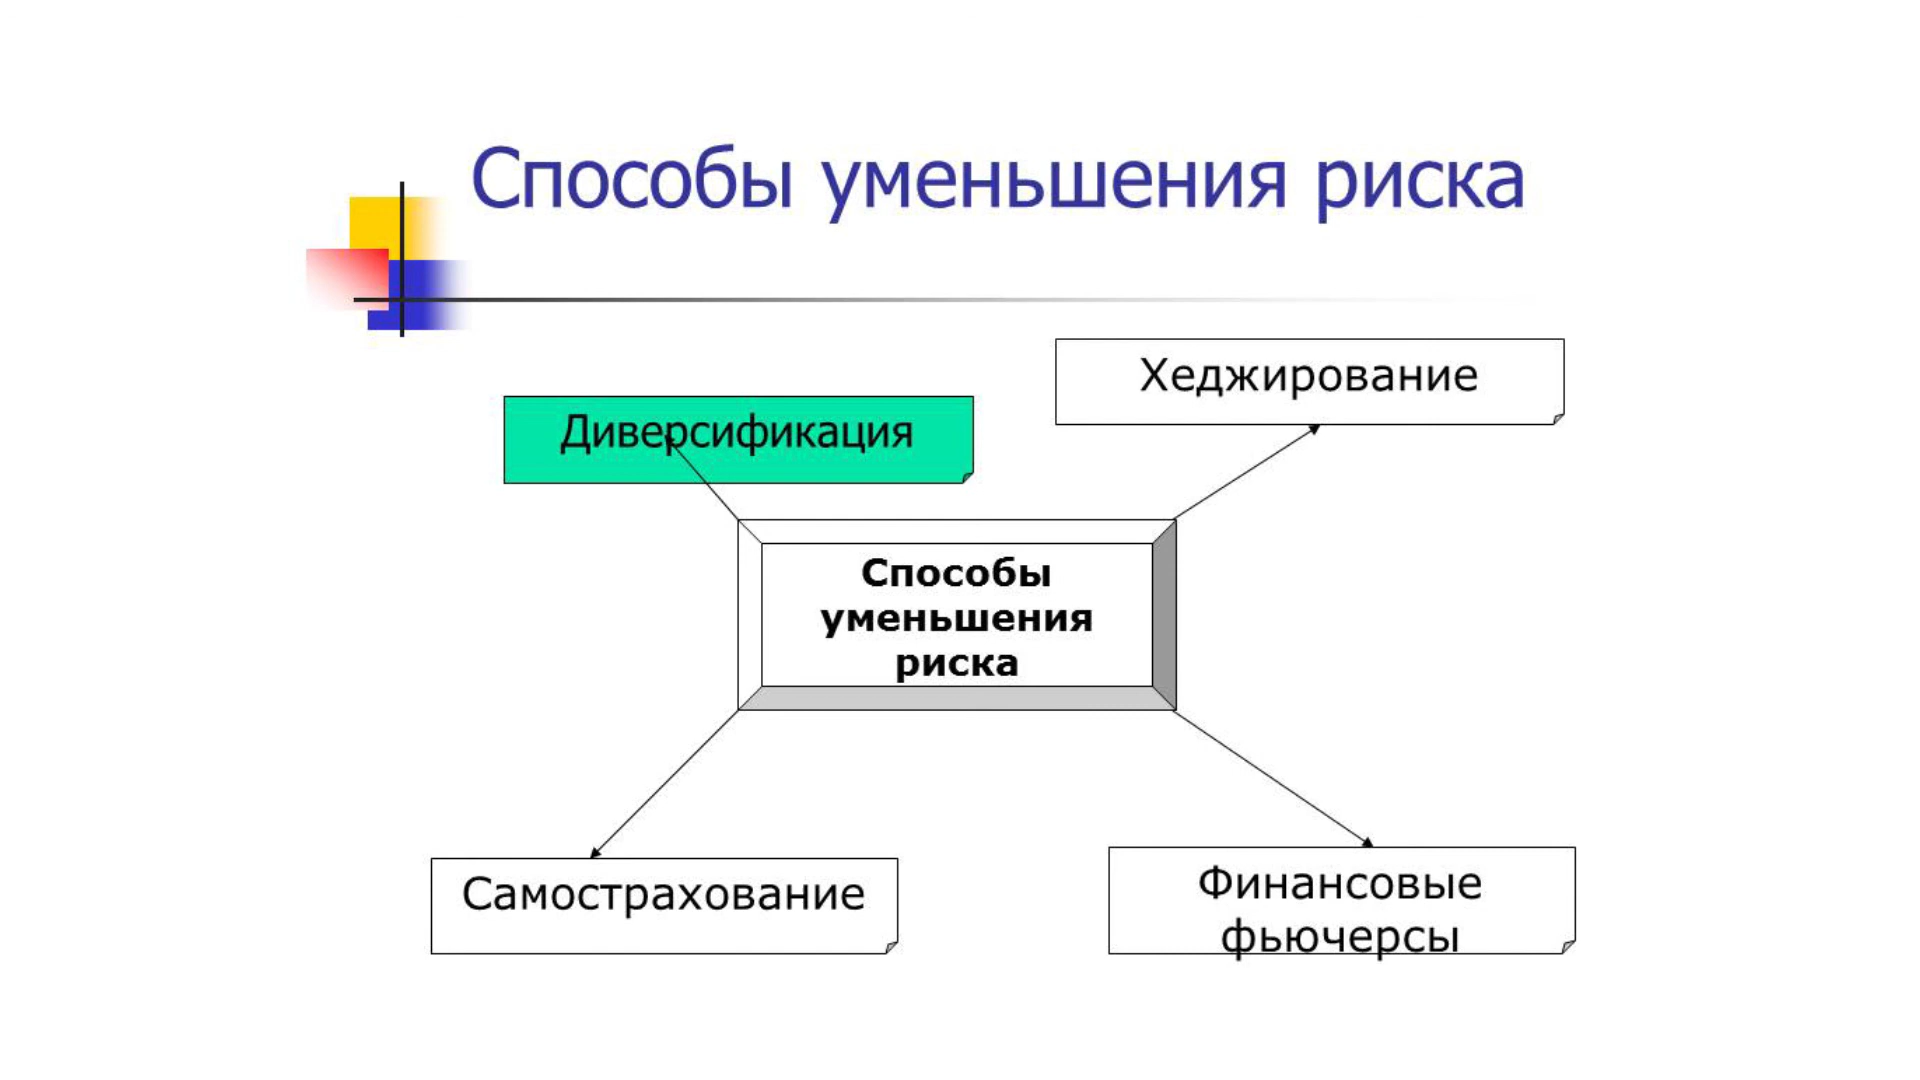 Способы уменьшения риска
Хеджирование
Диверсификация
Способы
уменьшения
риска
Самострахование
Финансовые
фьючерсы